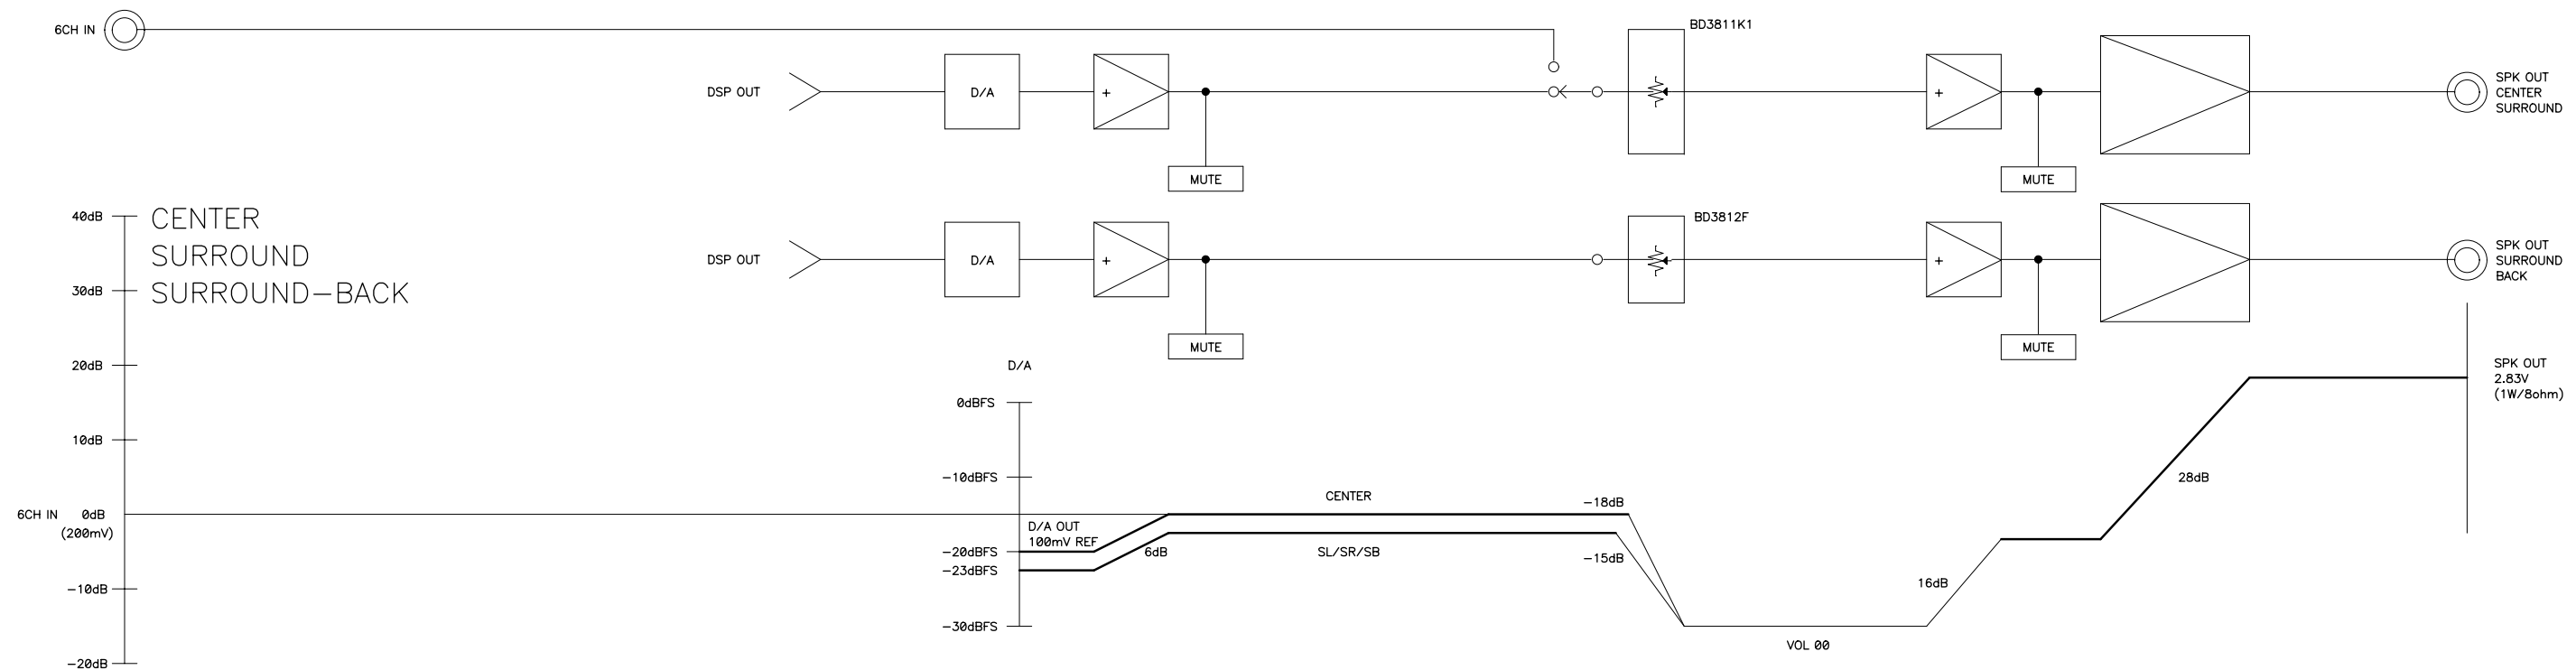 BD3811K1
6CH IN
DSP OUT
D/A
+
+
SPK OUT
CENTER
SURROUND
MUTE
MUTE
40dB
CENTER
SURROUND
SURROUND-BACK
BD3812F
DSP OUT
D/A
+
+
SPK OUT
SURROUND
BACK
30dB
MUTE
MUTE
20dB
D/A
SPK OUT
2.83V
(1W/8ohm)
0dBFS
10dB
-10dBFS
28dB
CENTER
-18dB
6CH IN 0dB
(200mV)
D/A OUT
100mV REF
-20dBFS
6dB
SL/SR/SB
-15dB
-23dBFS
-10dB
16dB
-30dBFS
VOL 00
-20dB